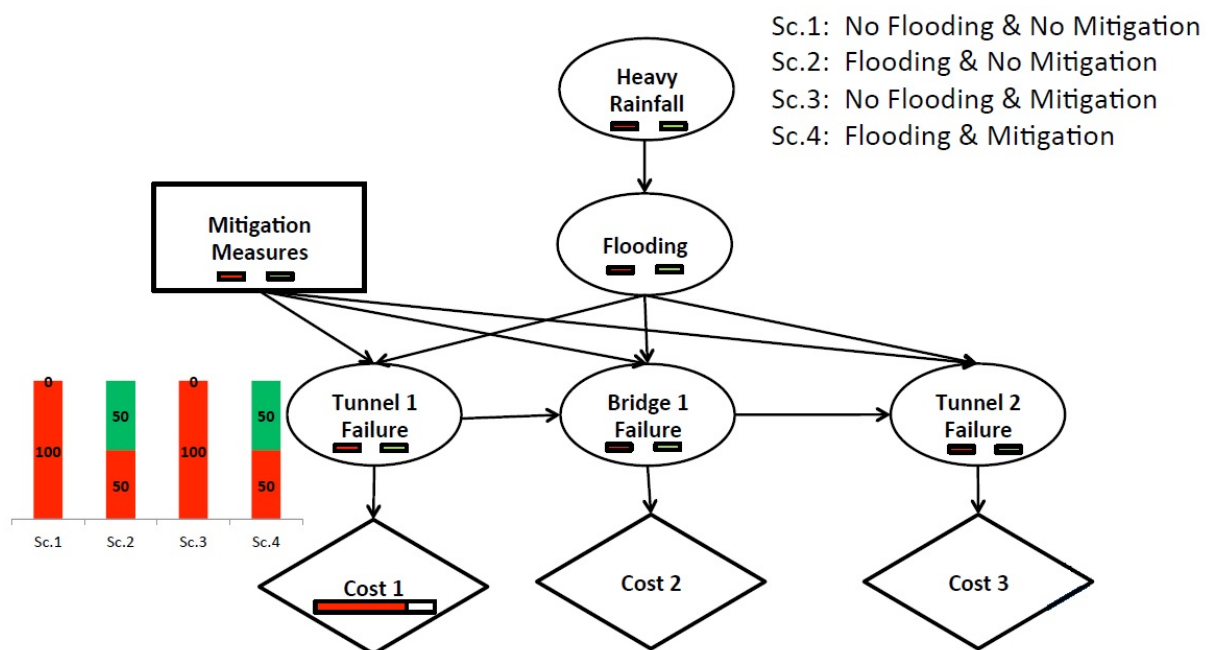 Sc.1: No Flooding & No Mitigation
Sc.2: Flooding & No Mitigation
Sc.3: No Flooding & Mitigation
Sc.4: Flooding & Mitigation
Heavy
Rainfall
Mitigation
Measures
Flooding
Tunnel 1
Failure
Bridge 1
Failure
Tunnel 2
Failure
0
50
0
50
100
100
50
50
Sc.1
Sc.2
Sc.3
Sc.4
Cost 1
Cost 2
Cost 3